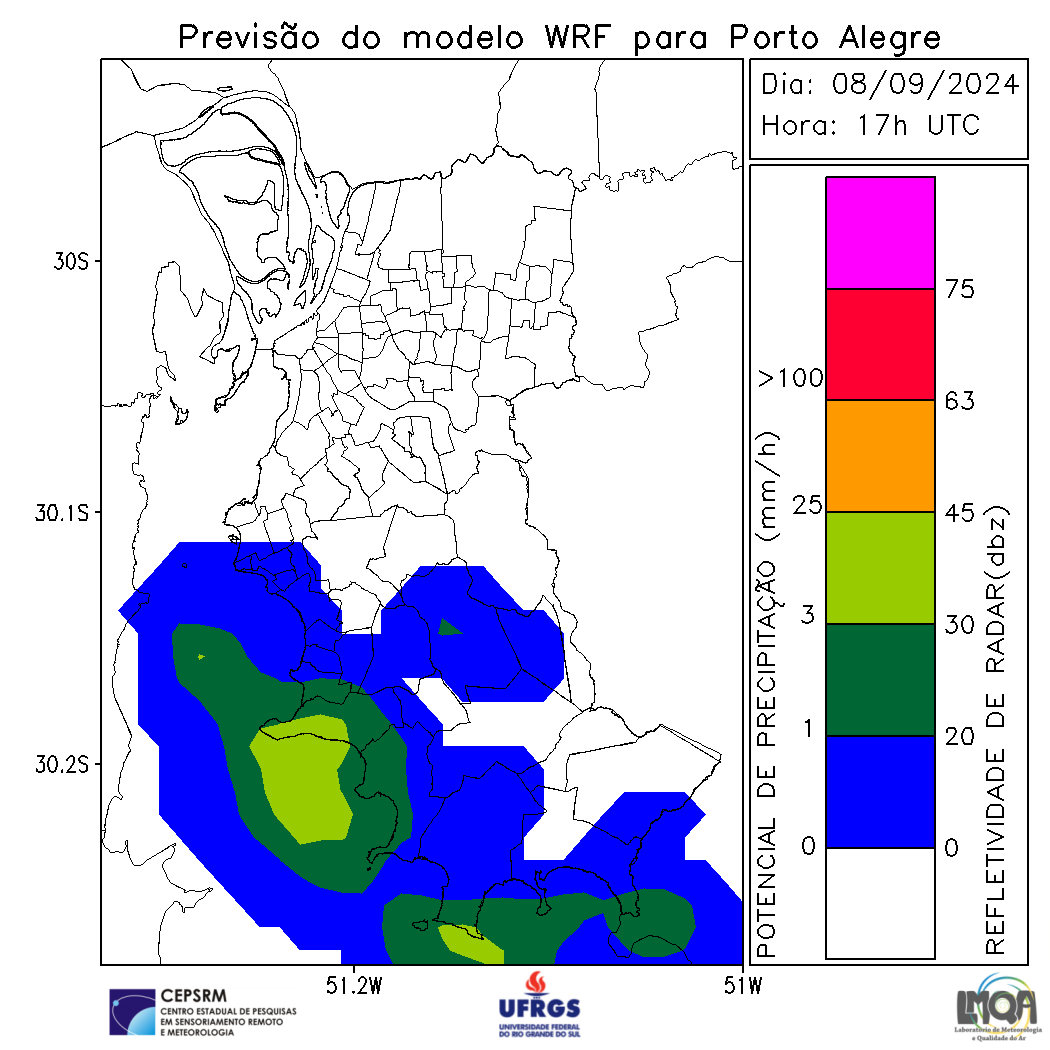 Previsão do modelo WRF para Porto Alegre
Dia: 08/09/2024
Hora: 17h UTC
30S
30.1S
30.2S
51.2W
51W
POTENCIAL DE PRECIPITAÇÃO (mm/h)
>100
25
3
1
0
75
63
45
30
20
0
REFLETIVIDADE DE RADAR(dbz)
CEPSRM
CENTRO ESTADUAL DE PESQUISAS
EM SENSORIAMENTO REMOTO
E METEOROLOGIA
UFRGS
UNIVERSIDADE FEDERAL
DO RIO GRANDE DO SUL
LMQA
Laboratório de Meteorologia
e Qualidade do Ar